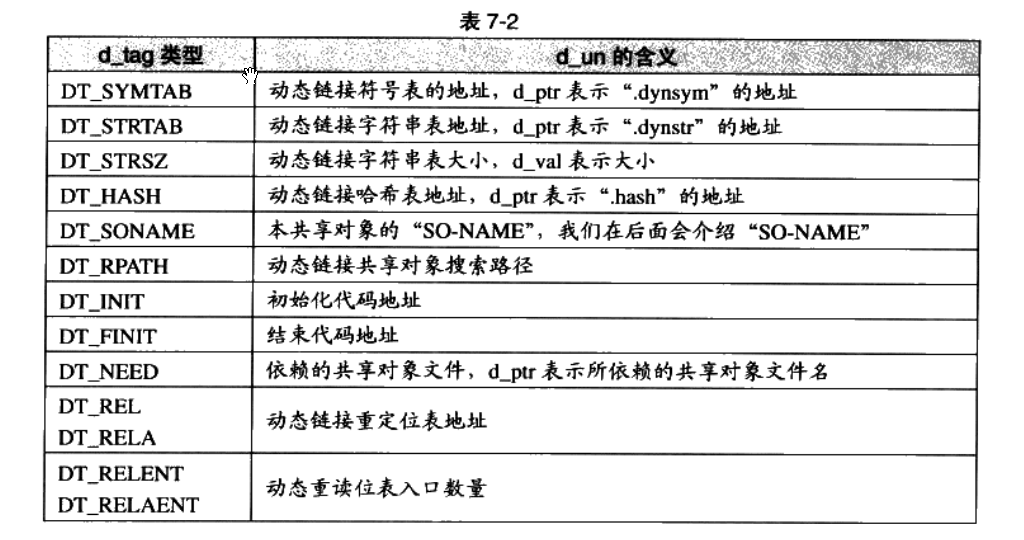 表 7-2
d_tag 类型 d_un 的含义
DT_SYMTAB 动态链接符号表的地址，d_ptr 表示“.dynsym”的地址
DT_STRTAB 动态链接字符串表地址，d_ptr 表示“.dynstr”的地址
DT_STRSZ 动态链接字符串表大小，d_val 表示大小
DT_HASH 动态链接哈希表地址，d_ptr 表示“.hash”的地址
DT_SONAME 本共享对象的“SO-NAME”，我们在后面会介绍“SO-NAME”
DT_RPATH 动态链接共享对象搜索路径
DT_INIT 初始化代码地址
DT_FINIT 结束代码地址
DT_NEED 依赖的共享对象文件，d_ptr 表示所依赖的共享对象文件名
DT_REL
DT_RELA
动态链接重定位表地址
DT_RELENT
DT_RELAENT
动态重读位表入口数量